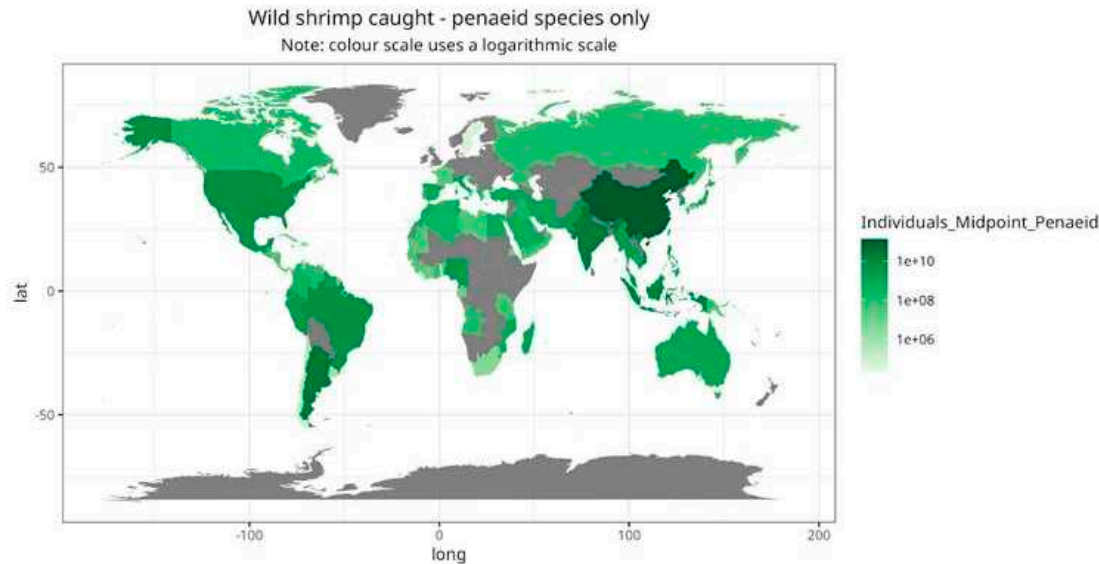 Wild shrimp caught - penaeid species only
Note: colour scale uses a logarithmic scale
50
0
-50
lat
-100
0
100
200
long
Individuals_Midpoint_Penaeid
1e+10
1e+08
1e+06